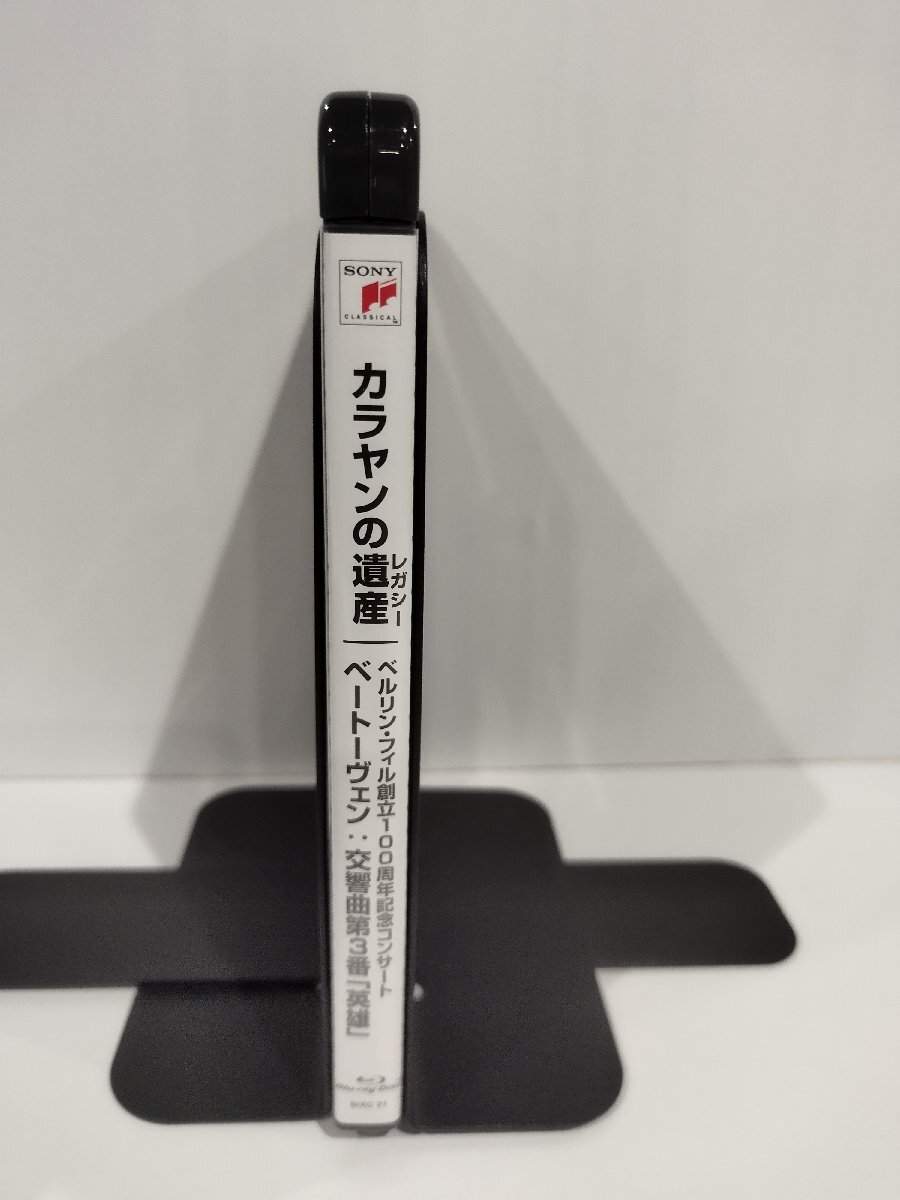 SONY
CLASSICAL
カラヤンの遺産
レガシー
ベルリン・フィル創立100周年記念コンサート
ベートーヴェン：交響曲第3番『英雄』